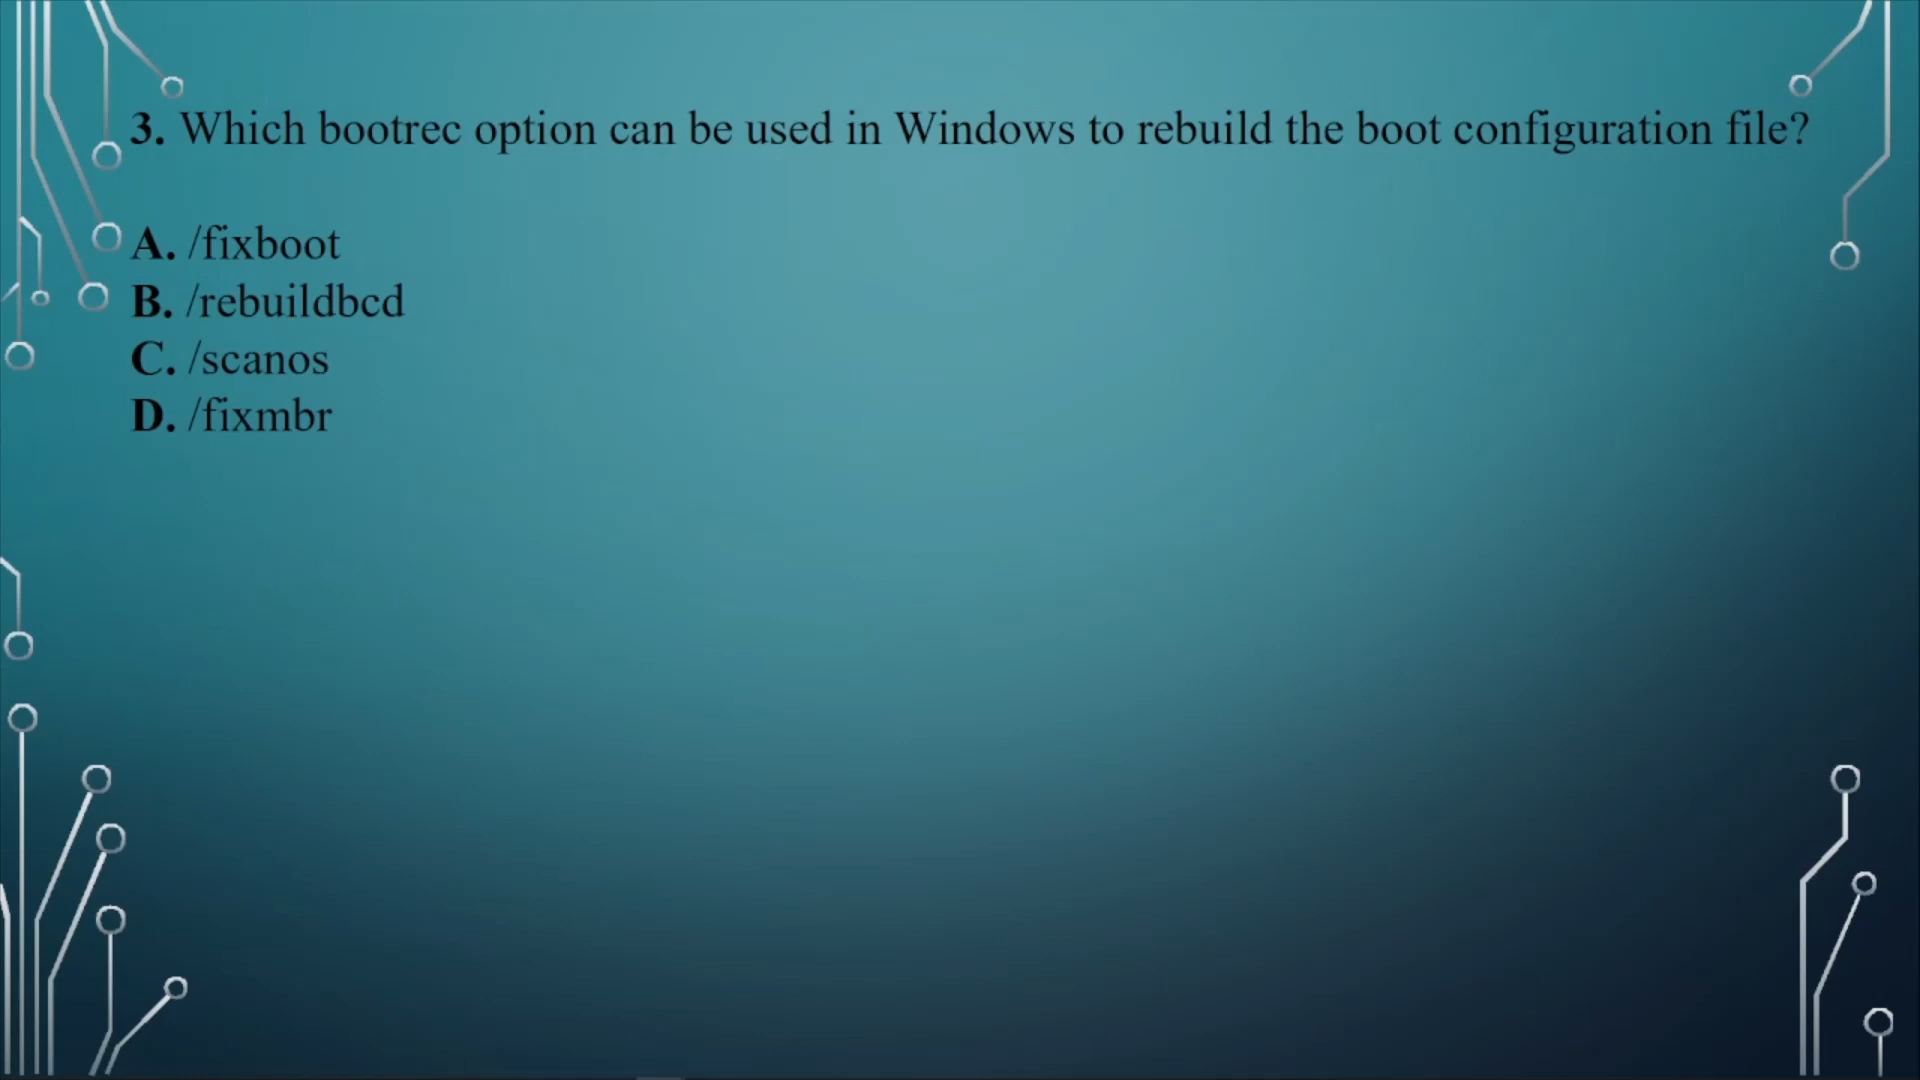 3. Which bootrec option can be used in Windows to rebuild the boot configuration file?
A. /fixboot
B. /rebuildbcd
C. /scanos
D. /fixmbr